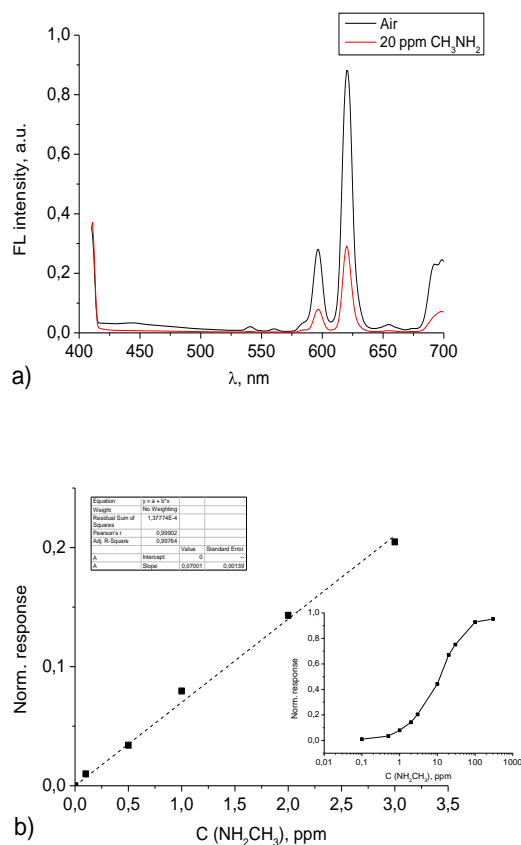 Air
20 ppm CH₃NH₂
1,0
0,8
0,6
0,4
0,2
0,0
FL intensity, a.u.
400 450 500 550 600 650 700
λ, nm
a)
Equation y = a + b*x
Weight No Weighting
Residual Sum of Squares 1,37774E-4
Pearson's r 0,99902
Adj. R-Square 0,99764
Value Standard Error
A Intercept 0 --
A Slope 0,07001 0,00139
0,2
0,1
0,0
Norm. response
0,0 0,5 1,0 1,5 2,0 2,5 3,0 3,5
C (NH₂CH₃), ppm
1,0
0,8
0,6
0,4
0,2
0,0
Norm. response
0,01 0,1 1 10 100 1000
C (NH₂CH₃), ppm
b)